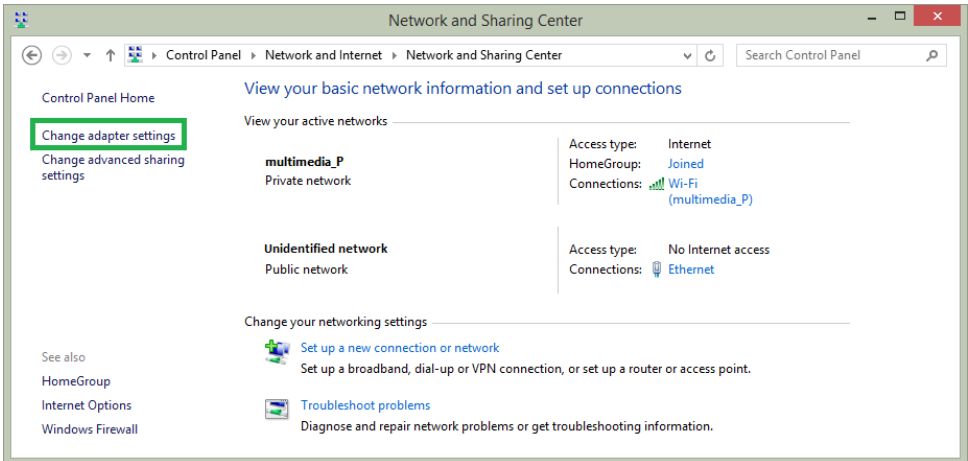 Network and Sharing Center
Control Panel Network and Internet Network and Sharing Center
Search Control Panel
Control Panel Home
Change adapter settings
Change advanced sharing
settings
View your basic network information and set up connections
View your active networks
multimedia_P
Private network
Access type: Internet
HomeGroup: Joined
Connections: Wi-Fi
(multimedia_P)
Unidentified network
Public network
Access type: No Internet access
Connections: Ethernet
Change your networking settings
Set up a new connection or network
Set up a broadband, dial-up or VPN connection, or set up a router or access point.
Troubleshoot problems
Diagnose and repair network problems or get troubleshooting information.
See also
HomeGroup
Internet Options
Windows Firewall